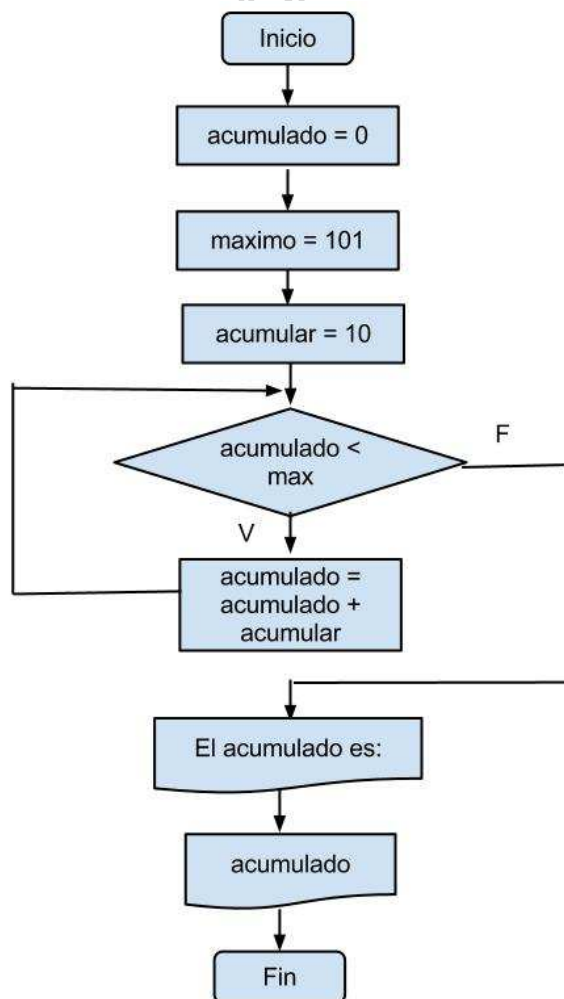 Inicio
acumulado = 0
maximo = 101
acumular = 10
acumulado <
max
F
V
acumulado =
acumulado +
acumular
El acumulado es:
acumulado
Fin